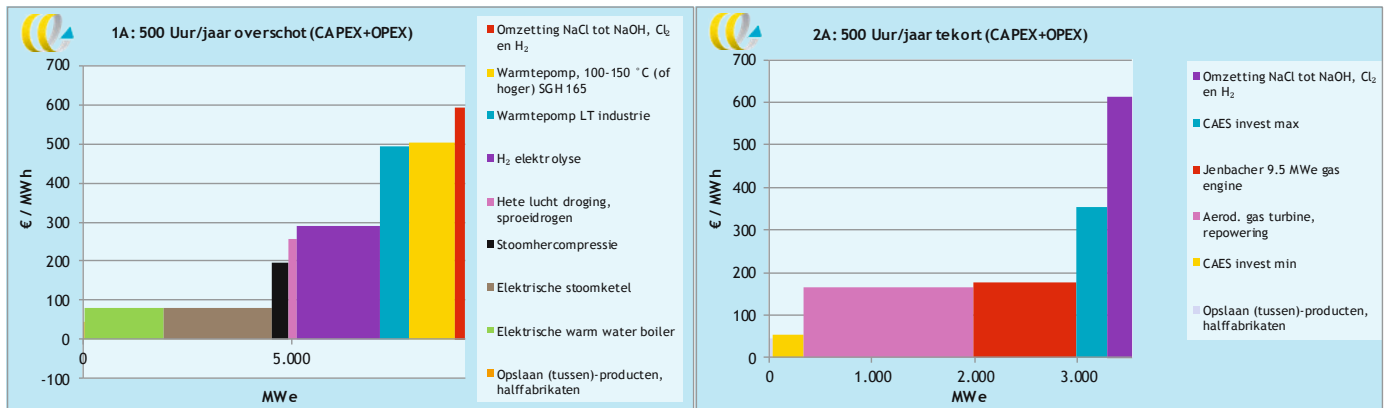 1A: 500 Uur/jaar overschot (CAPEX+OPEX)
700
600
500
400
300
200
100
0
-100
€ / MWh
0
5.000
MWe
Omzetting NaCl tot NaOH, Cl₂
en H₂
Warmtepomp, 100-150 °C (of
hoger) SGH 165
Warmtepomp LT industrie
H₂ elektrolyse
Hete lucht droging,
sproeidrogen
Stoomhercompressie
Elektrische stoomketel
Elektrische warm water boiler
Opslaan (tussen)-producten,
halffabrikaten
2A: 500 Uur/jaar tekort (CAPEX+OPEX)
700
600
500
400
300
200
100
0
€ / MWh
0
1.000
2.000
3.000
MWe
Omzetting NaCl tot NaOH, Cl₂
en H₂
CAES invest max
Jenbacher 9.5 MWe gas
engine
Aerod. gas turbine,
repowering
CAES invest min
Opslaan (tussen)-producten,
halffabrikaten